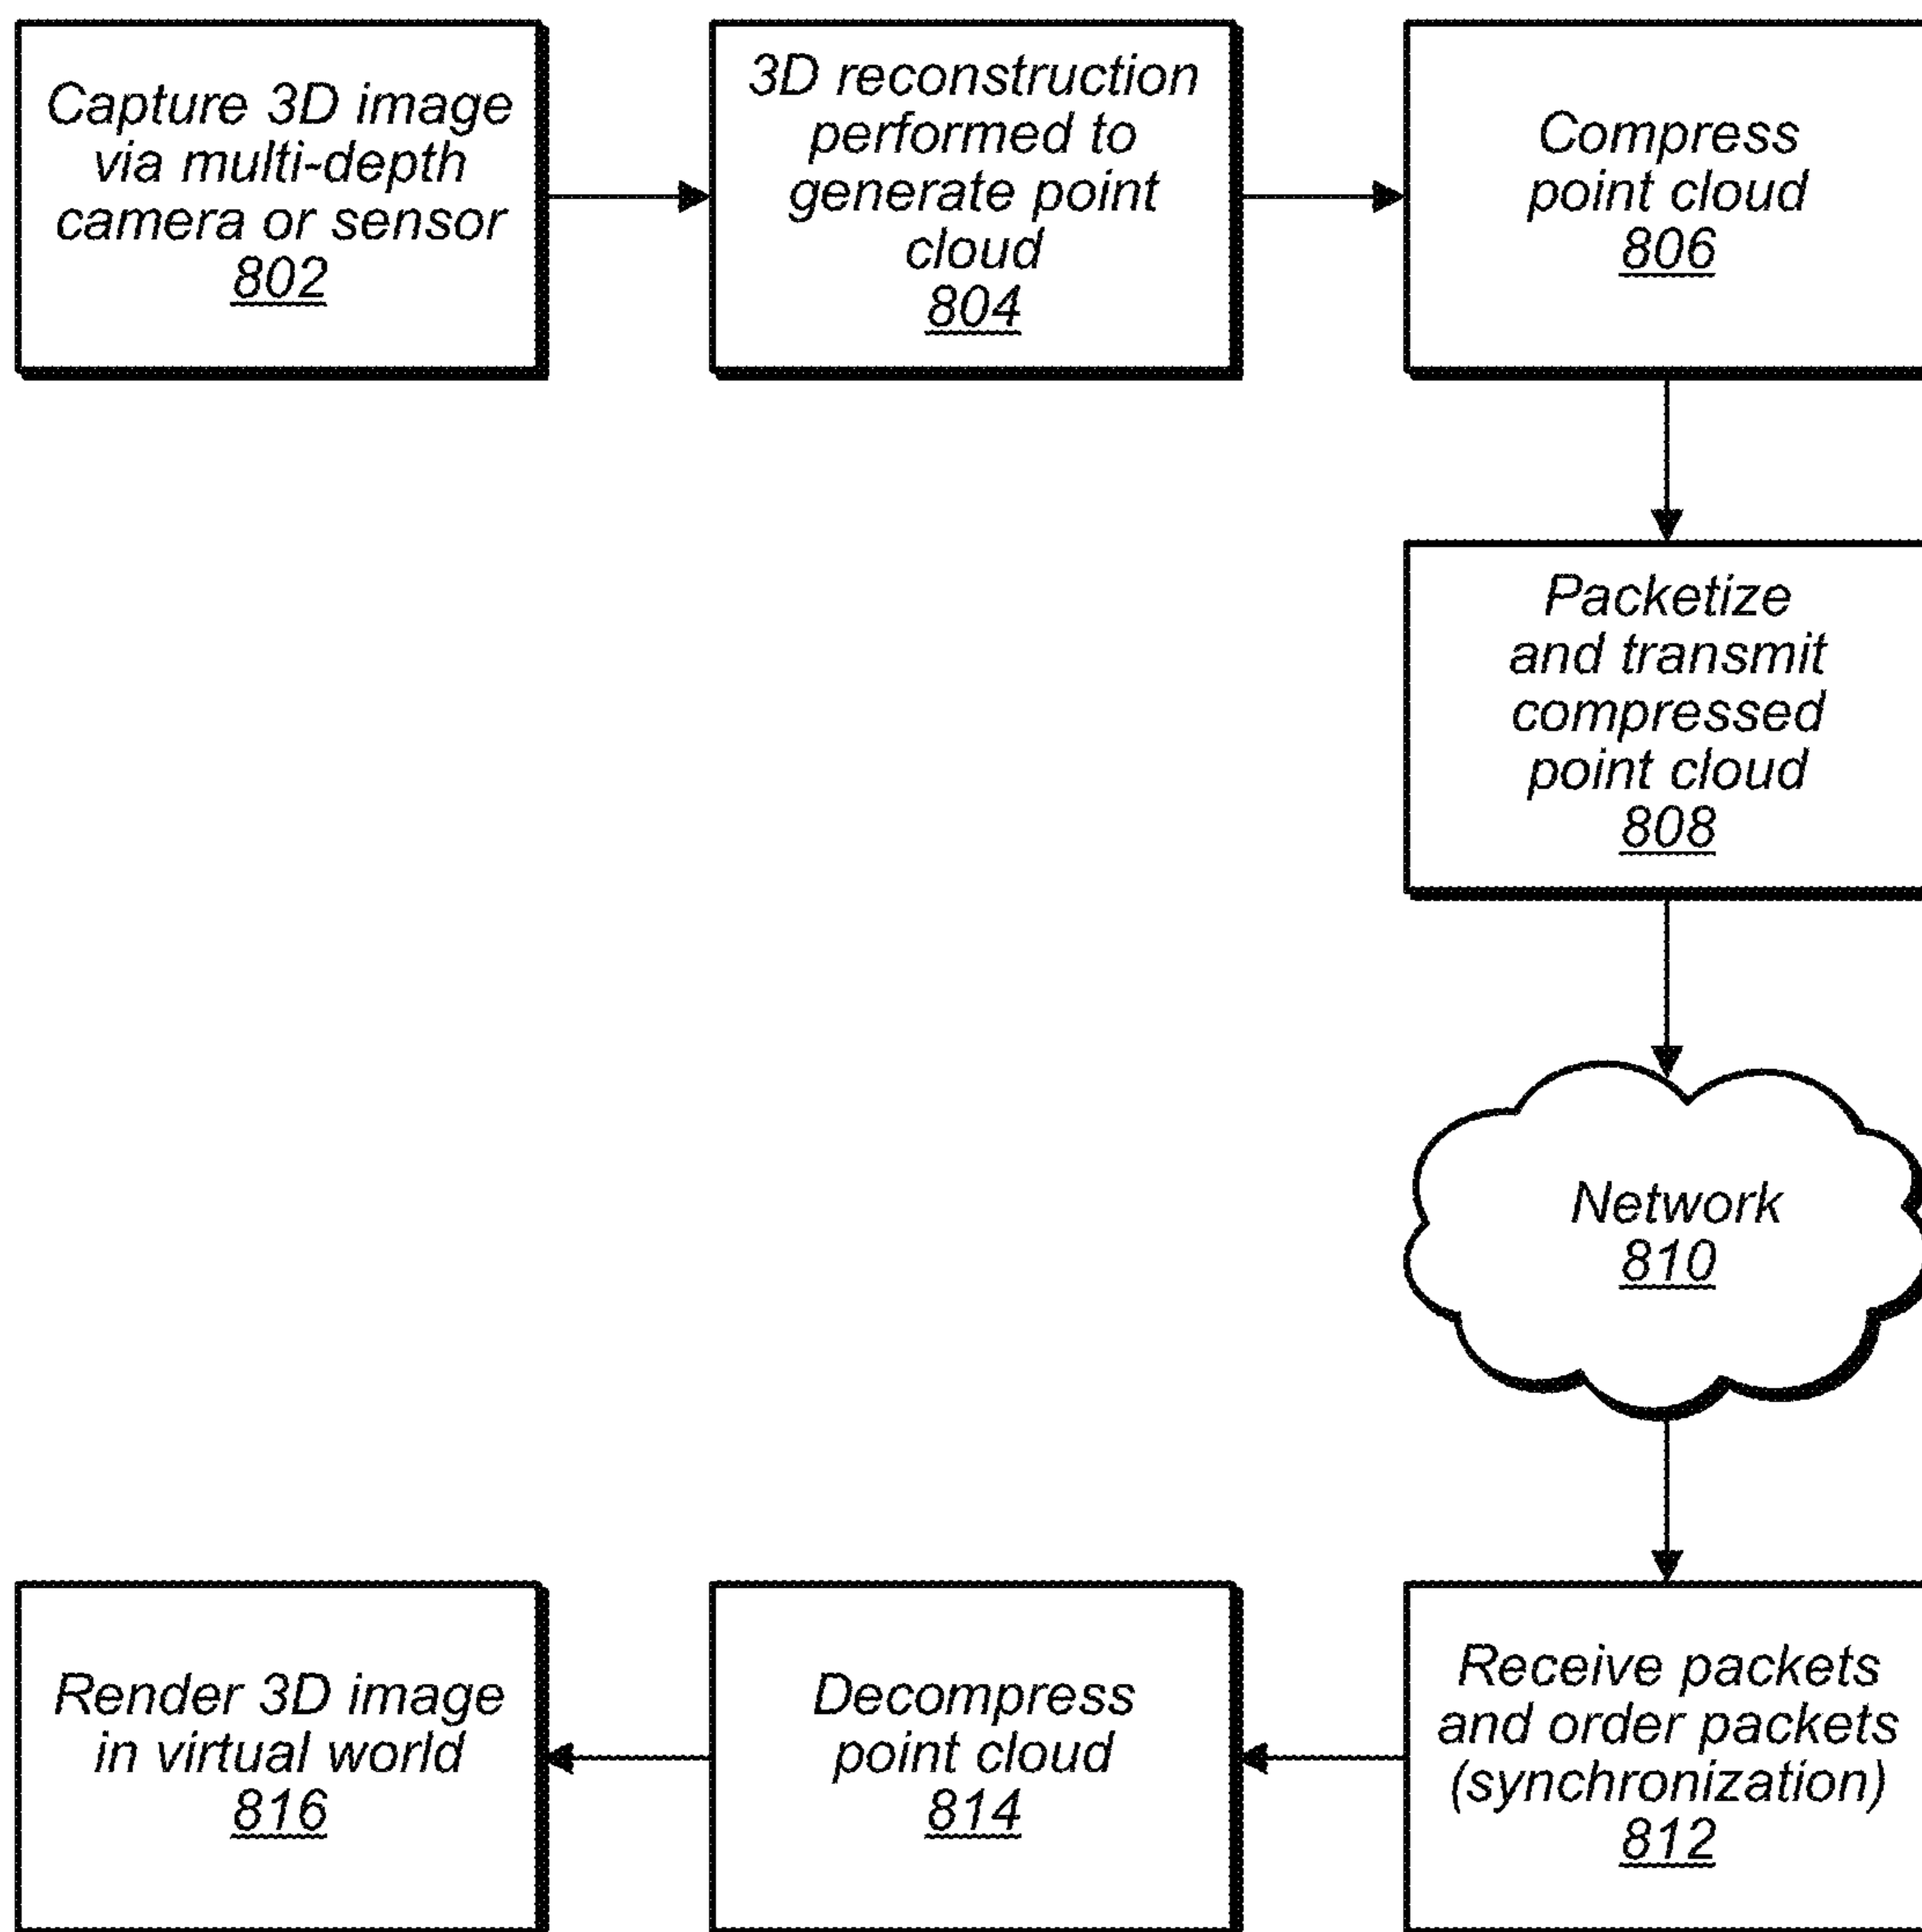 Capture 3D image
via multi-depth
camera or sensor
802
3D reconstruction
performed to
generate point
cloud
804
Compress
point cloud
806
Packetize
and transmit
compressed
point cloud
808
Network
810
Receive packets
and order packets
(synchronization)
812
Decompress
point cloud
814
Render 3D image
in virtual world
816